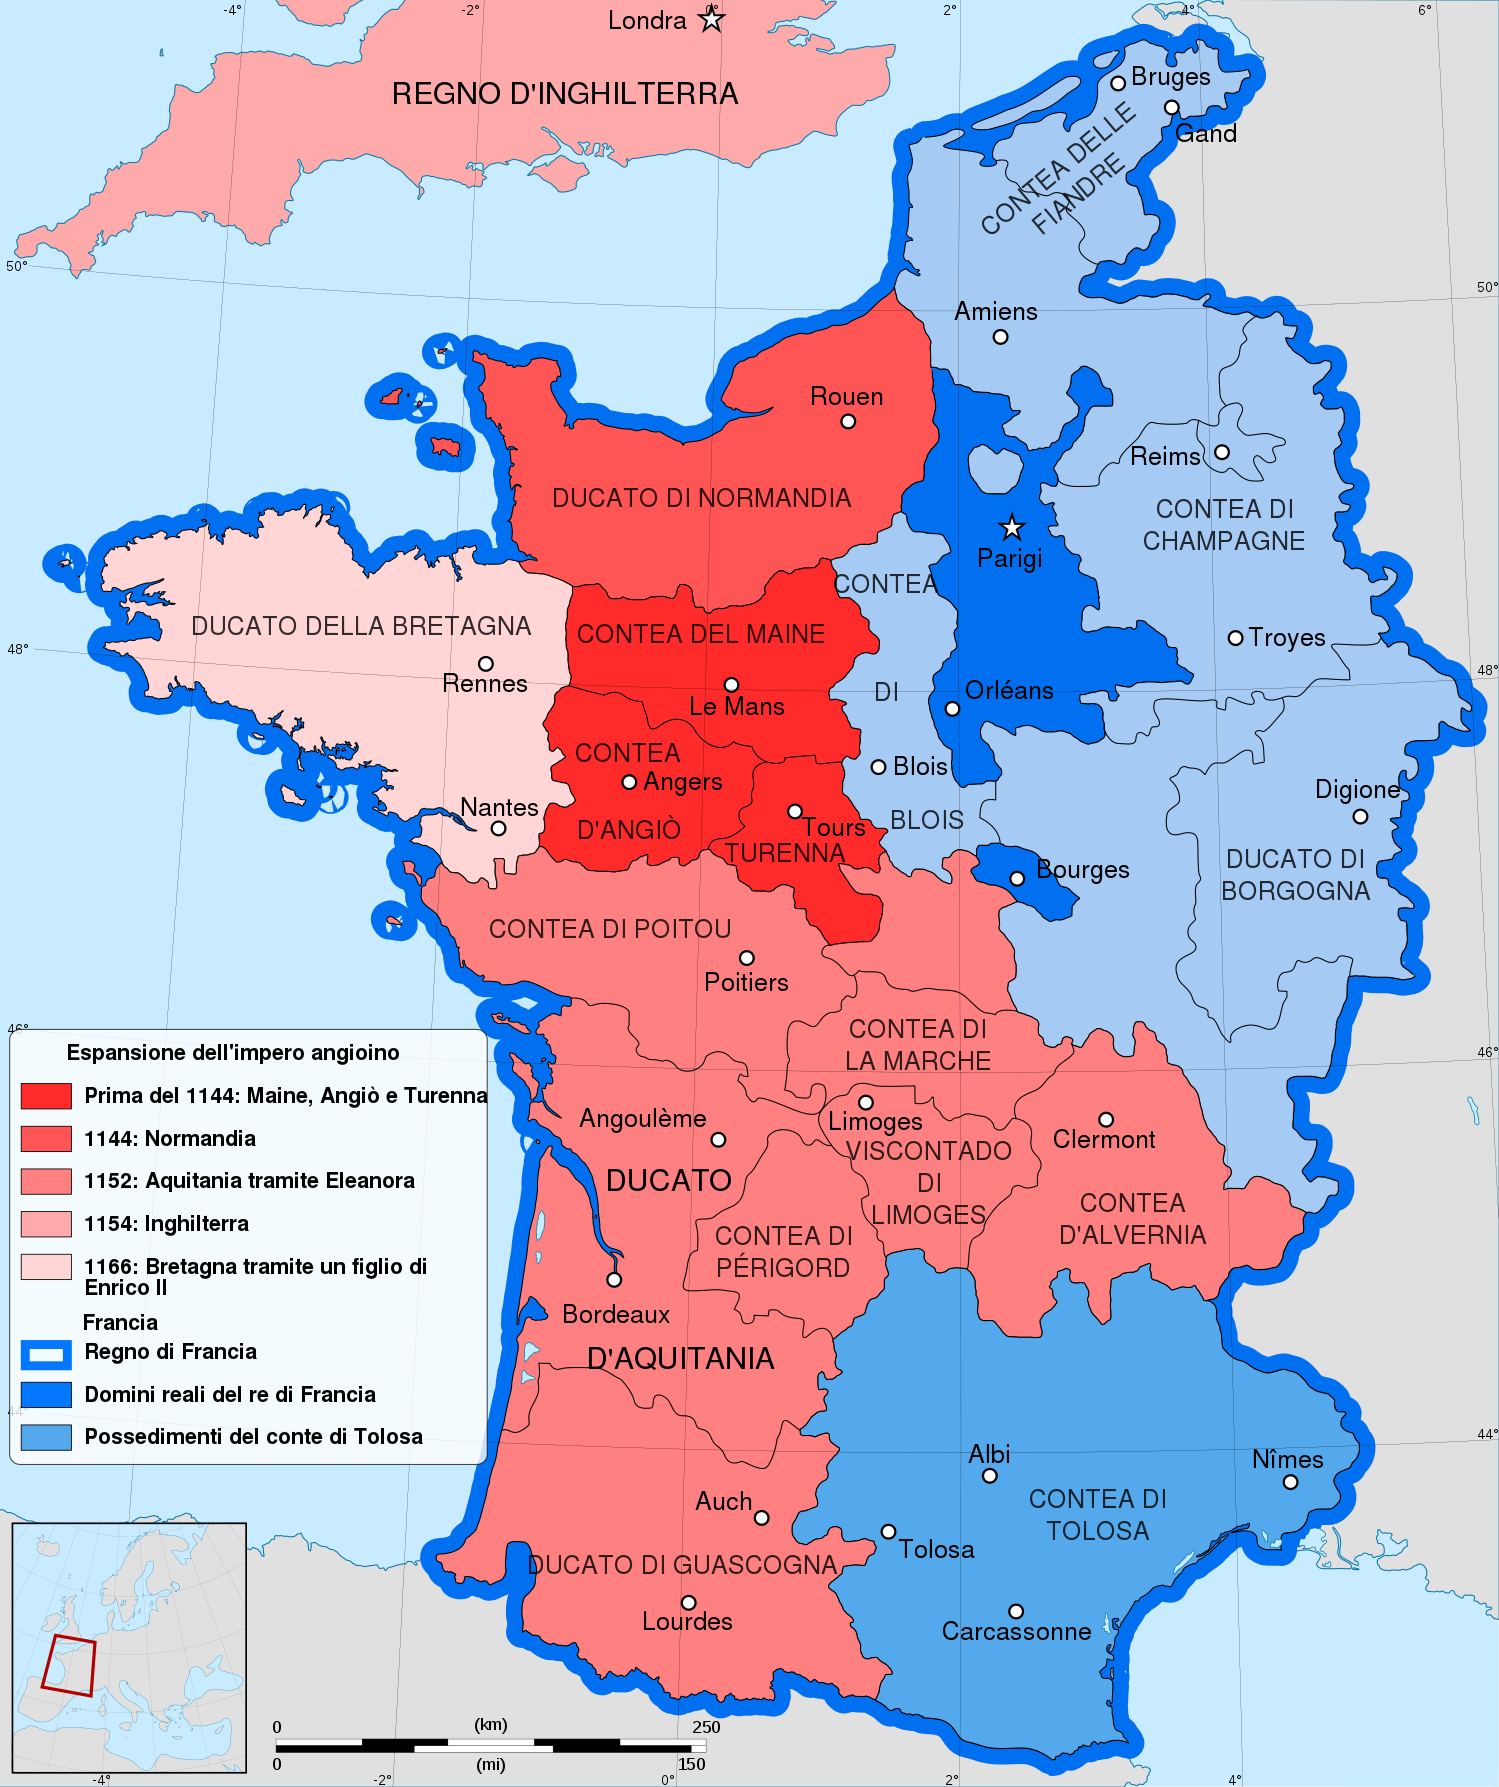 -4°
-2°
0°
2°
4°
6°
Londra
REGNO D'INGHILTERRA
Bruges
Gand
CONTEA DELLE
FIANDRE
50°
50°
Amiens
Rouen
Reims
DUCATO DI NORMANDIA
CONTEA DI
CHAMPAGNE
Parigi
CONTEA
DI
BLOIS
DUCATO DELLA BRETAGNA
CONTEA DEL MAINE
Troyes
48°
48°
Rennes
Le Mans
Orléans
CONTEA
D'ANGIÒ
Angers
Blois
Digione
Nantes
Tours
TURENNA
DUCATO DI
BORGOGNA
Bourges
CONTEA DI POITOU
Poitiers
46°
46°
CONTEA DI
LA MARCHE
Espansione dell'impero angioino
Prima del 1144: Maine, Angiò e Turenna
1144: Normandia
1152: Aquitania tramite Eleanora
1154: Inghilterra
1166: Bretagna tramite un figlio di
Enrico II
Francia
Regno di Francia
Domini reali del re di Francia
Possedimenti del conte di Tolosa
Angoulême
Limoges
Clermont
VISCONTADO
DI
LIMOGES
DUCATO
D'AQUITANIA
CONTEA
D'ALVERNIA
CONTEA DI
PÉRIGORD
Bordeaux
44°
44°
Albi
Nîmes
Auch
CONTEA DI
TOLOSA
Tolosa
DUCATO DI GUASCOGNA
Lourdes
Carcassonne
0
(km)
250
0
(mi)
150
-4°
-2°
0°
2°
4°